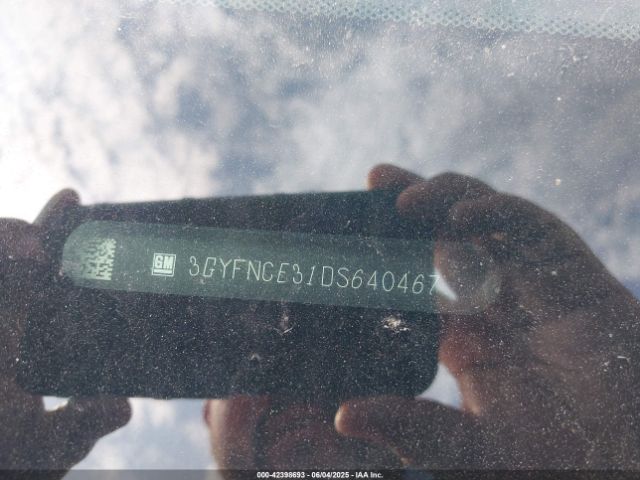 GM 3GYFNCE31DS640467
000-42398693 - 06/04/2025 - IAA Inc.